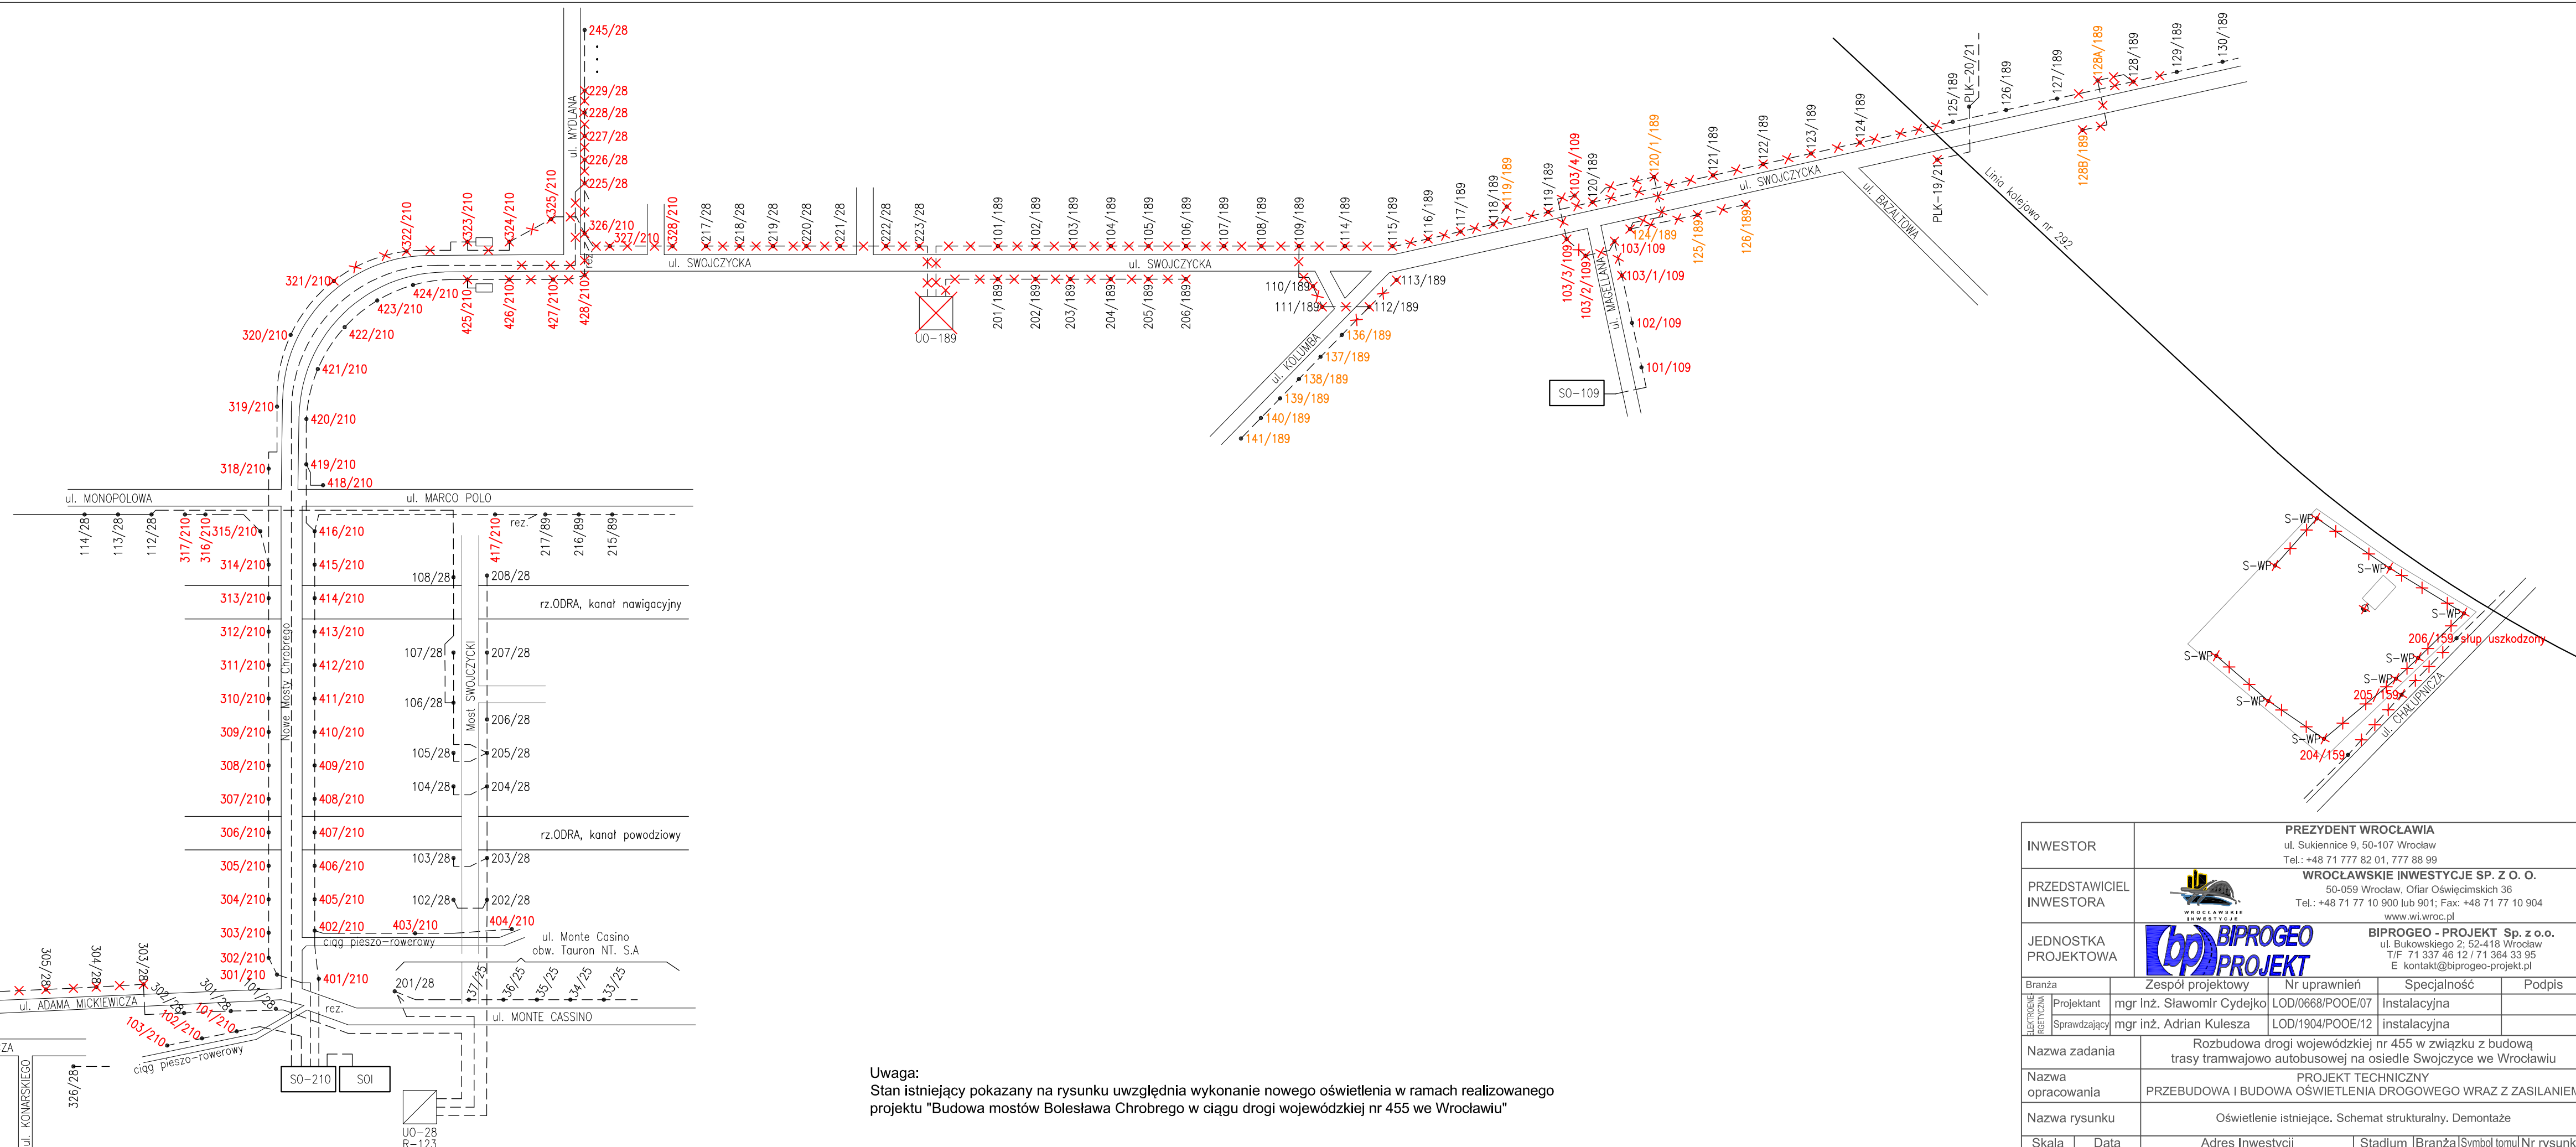 245/28
229/28
228/28
227/28
226/28
225/28
ul. MYDLANA
326/210
327/210
328/210
rez.
325/210
324/210
323/210
322/210
321/210
320/210
319/210
318/210
428/210
427/210
426/210
425/210
424/210
423/210
422/210
421/210
420/210
419/210
418/210
217/28
218/28
219/28
220/28
221/28
222/28
223/28
ul. SWOJCZYCKA
ul. SWOJCZYCKA
UO-189
101/189
102/189
103/189
104/189
105/189
106/189
107/189
108/189
109/189
114/189
115/189
116/189
117/189
118/189
119/189
119/189
103/4/109
120/189
120/1/189
121/189
122/189
123/189
124/189
125/189
PLK-20/21
126/189
127/189
128A/189
128/189
129/189
130/189
201/189
202/189
203/189
204/189
205/189
206/189
110/189
111/189
112/189
113/189
136/189
137/189
138/189
139/189
140/189
141/189
ul. KOLUMBA
103/3/109
103/2/109
103/109
103/1/109
102/109
101/109
ul. MAGELLANA
SO-109
124/189
125/189
126/189
ul. SWOJCZYCKA
ul. BAZALTOWA
PLK-19/21
128B/189
Linia kolejowa nr 292
ul. MONOPOLOWA
ul. MARCO POLO
114/28
113/28
112/28
317/210
316/210
315/210
314/210
313/210
312/210
311/210
310/210
309/210
308/210
307/210
306/210
305/210
304/210
303/210
302/210
301/210
416/210
415/210
414/210
413/210
412/210
411/210
410/210
409/210
408/210
407/210
406/210
405/210
402/210
403/210
404/210
401/210
Nowe Mosty Chrobrego
417/210
rez.
217/89
216/89
215/89
108/28
208/28
rz.ODRA, kanał nawigacyjny
107/28
207/28
106/28
206/28
105/28
205/28
104/28
204/28
Most SWOJCZYCKI
rz.ODRA, kanał powodziowy
103/28
203/28
102/28
202/28
ciąg pieszo-rowerowy
ul. Monte Casino
obw. Tauron NT. S.A
201/28
37/25
36/25
35/25
34/25
33/25
ul. MONTE CASSINO
rez.
305/28
304/28
303/28
302/28
301/28
101/28
ul. ADAMA MICKIEWICZA
103/210
102/210
101/210
ciąg pieszo-rowerowy
ZA
ul. KONARSKIEGO
326/28
SO-210
SOI
UO-28
R-123
S-WP
S-WP
S-WP
S-WP
S-WP
S-WP
S-WP
S-WP
S-WP
206/159 słup uszkodzony
205/159
204/159
ul. CHAŁUPNICZA
Uwaga:
Stan istniejący pokazany na rysunku uwzględnia wykonanie nowego oświetlenia w ramach realizowanego
projektu "Budowa mostów Bolesława Chrobrego w ciągu drogi wojewódzkiej nr 455 we Wrocławiu"
INWESTOR
PREZYDENT WROCŁAWIA
ul. Sukiennice 9, 50-107 Wrocław
Tel.: +48 71 777 82 01, 777 88 99
PRZEDSTAWICIEL
INWESTORA
WROCŁAWSKIE
INWESTYCJE
WROCŁAWSKIE INWESTYCJE SP. Z O. O.
50-059 Wrocław, Ofiar Oświęcimskich 36
Tel.: +48 71 77 10 900 lub 901; Fax: +48 71 77 10 904
www.wi.wroc.pl
JEDNOSTKA
PROJEKTOWA
bp BIPROGEO
PROJEKT
BIPROGEO - PROJEKT Sp. z o.o.
ul. Bukowskiego 2; 52-418 Wrocław
T/F 71 337 46 12 / 71 364 33 95
E kontakt@biprogeo-projekt.pl
Branża Zespół projektowy Nr uprawnień Specjalność Podpis
ELEKTROENE
RGETYCZNA
Projektant mgr inż. Sławomir Cydejko LOD/0668/POOE/07 instalacyjna
Sprawdzający mgr inż. Adrian Kulesza LOD/1904/POOE/12 instalacyjna
Nazwa zadania
Rozbudowa drogi wojewódzkiej nr 455 w związku z budową
trasy tramwajowo autobusowej na osiedle Swojczyce we Wrocławiu
Nazwa
opracowania
PROJEKT TECHNICZNY
PRZEBUDOWA I BUDOWA OŚWIETLENIA DROGOWEGO WRAZ Z ZASILANIEM
Nazwa rysunku
Oświetlenie istniejące. Schemat strukturalny. Demontaże
Skala Data Adres Inwestycji Stadium Branża Symbol tomu Nr rysunku